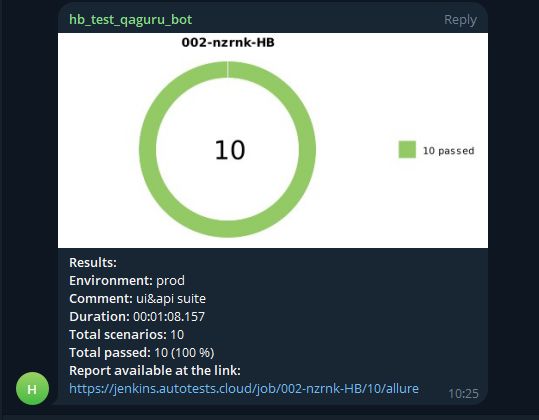 hb_test_qaguru_bot Reply
002-nzrnk-HB
10
10 passed
Results:
Environment: prod
Comment: ui&api suite
Duration: 00:01:08.157
Total scenarios: 10
Total passed: 10 (100 %)
Report available at the link:
https://jenkins.autotests.cloud/job/002-nzrnk-HB/10/allure
H
10:25